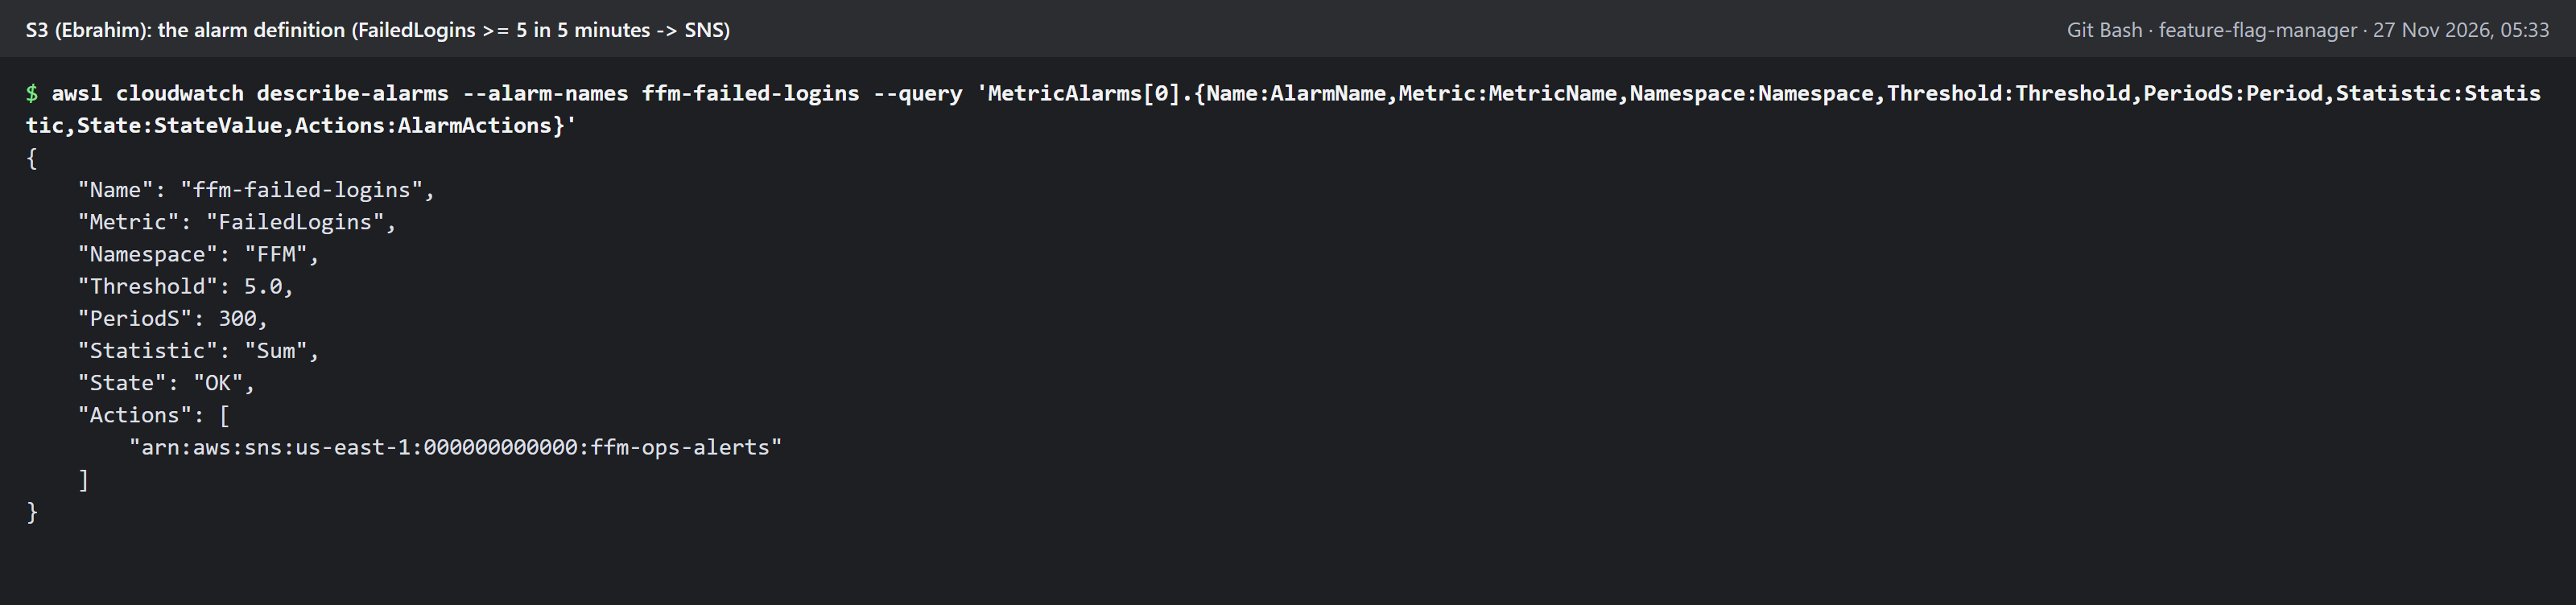 S3 (Ebrahim): the alarm definition (FailedLogins >= 5 in 5 minutes -> SNS)
Git Bash · feature-flag-manager · 27 Nov 2026, 05:33
$ awsl cloudwatch describe-alarms --alarm-names ffm-failed-logins --query 'MetricAlarms[0].{Name:AlarmName,Metric:MetricName,Namespace:Namespace,Threshold:Threshold,PeriodS:Period,Statistic:Statis
tic,State:StateValue,Actions:AlarmActions}'
{
    "Name": "ffm-failed-logins",
    "Metric": "FailedLogins",
    "Namespace": "FFM",
    "Threshold": 5.0,
    "PeriodS": 300,
    "Statistic": "Sum",
    "State": "OK",
    "Actions": [
        "arn:aws:sns:us-east-1:000000000000:ffm-ops-alerts"
    ]
}